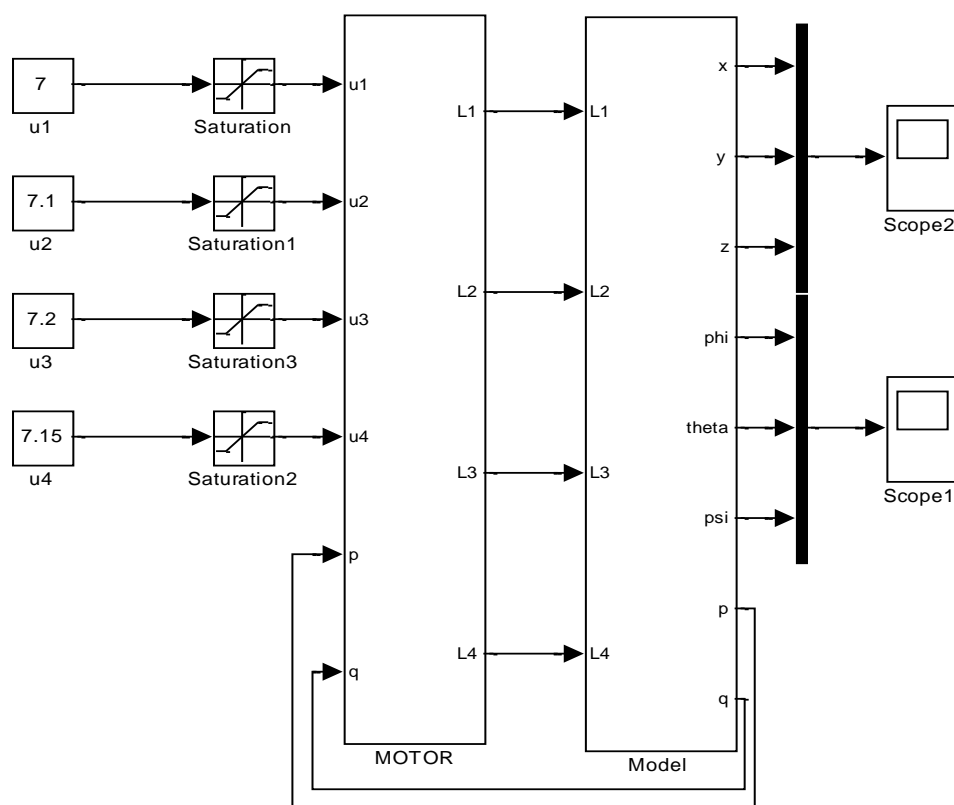 7
u1
Saturation
7.1
u2
Saturation1
7.2
u3
Saturation3
7.15
u4
Saturation2
u1
u2
u3
u4
p
q
L1
L2
L3
L4
MOTOR
L1
L2
L3
L4
x
y
z
phi
theta
psi
p
q
Model
Scope2
Scope1